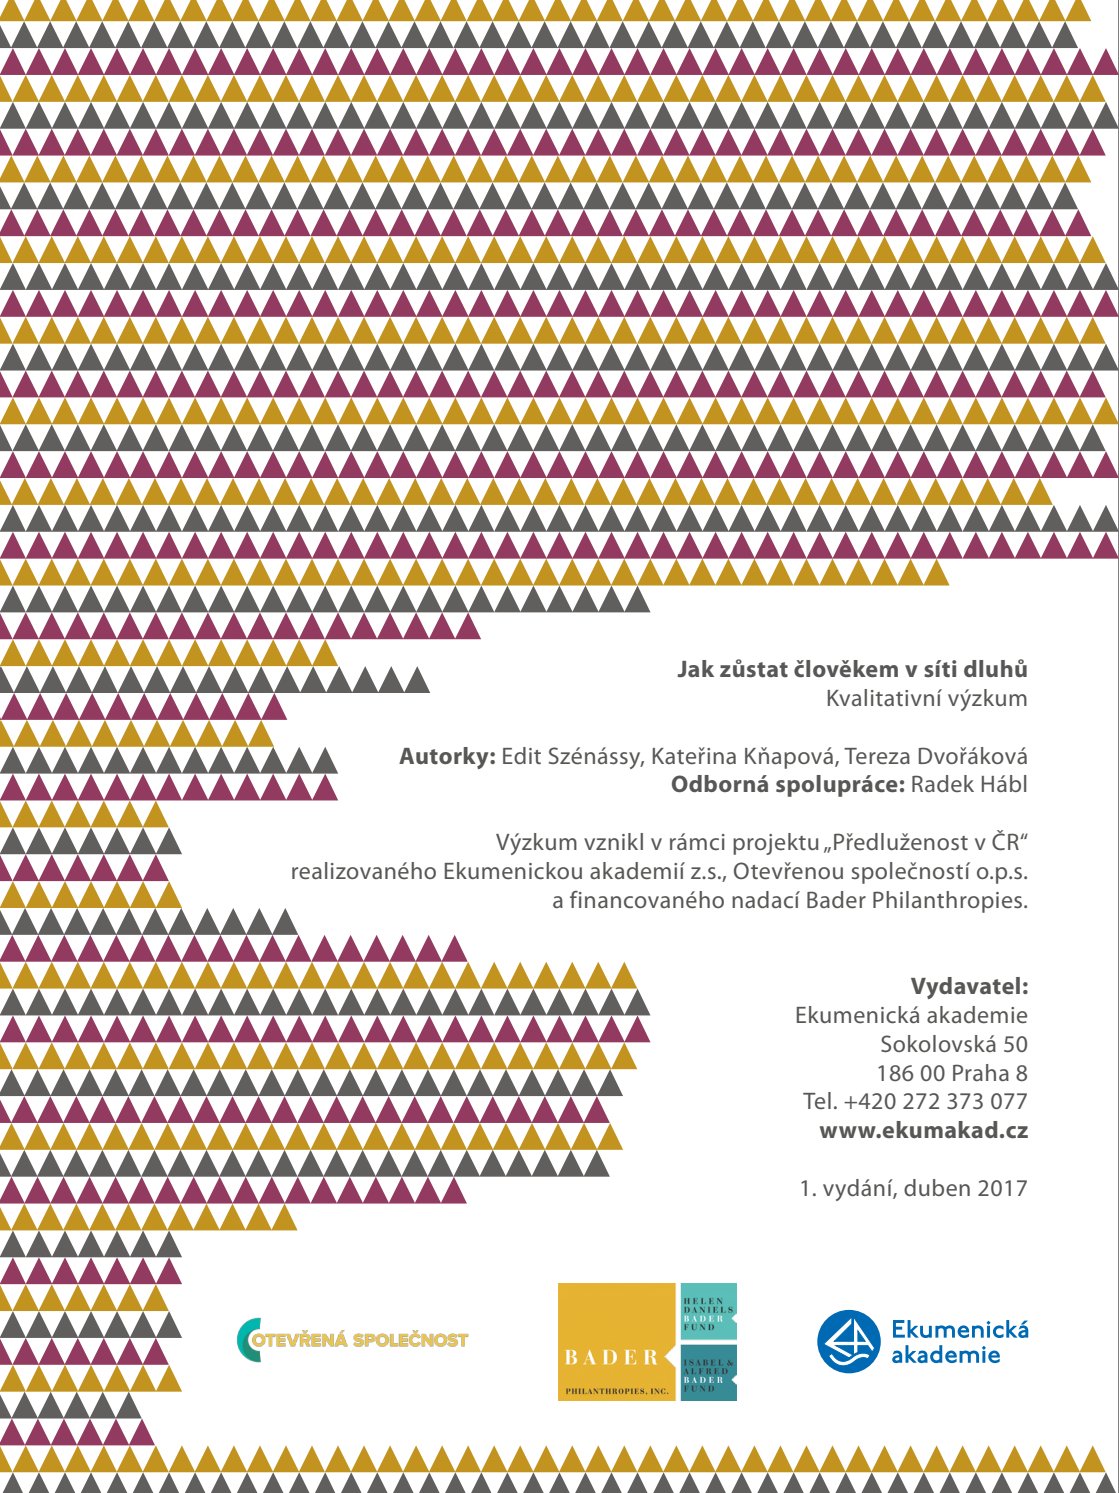 Jak zůstat člověkem v síti dluhů
Kvalitativní výzkum
Autorky: Edit Szénássy, Kateřina Kňapová, Tereza Dvořáková
Odborná spolupráce: Radek Hábl
Výzkum vznikl v rámci projektu „Předluženost v ČR“
realizovaného Ekumenickou akademií z.s., Otevřenou společností o.p.s.
a financovaného nadací Bader Philanthropies.
Vydavatel:
Ekumenická akademie
Sokolovská 50
186 00 Praha 8
Tel. +420 272 373 077
www.ekumakad.cz
1. vydání, duben 2017
OTEVŘENÁ SPOLEČNOST
BADER
PHILANTHROPIES, INC.
HELEN
DANIELS
BADER
FUND
ISABEL &
ALFRED
BADER
FUND
Ekumenická
akademie